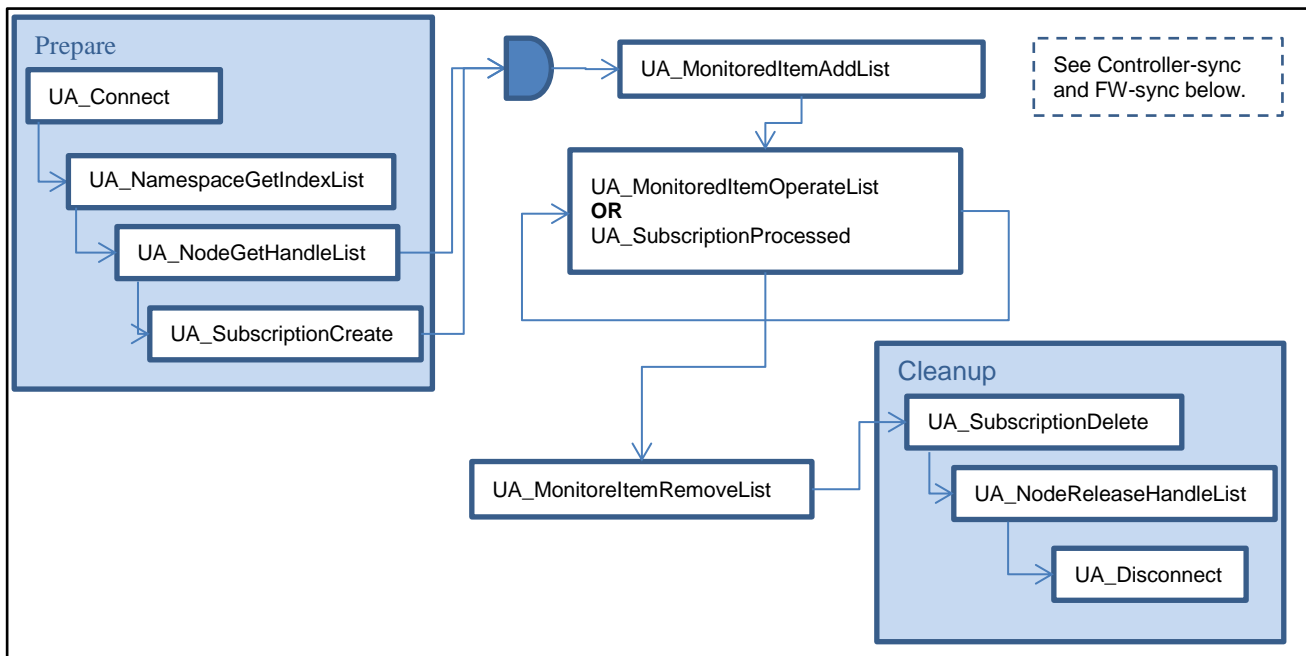 Prepare
UA_Connect
UA_NamespaceGetIndexList
UA_NodeGetHandleList
UA_SubscriptionCreate
UA_MonitoredItemAddList
See Controller-sync
and FW-sync below.
UA_MonitoredItemOperateList
OR
UA_SubscriptionProcessed
UA_MonitoreItemRemoveList
Cleanup
UA_SubscriptionDelete
UA_NodeReleaseHandleList
UA_Disconnect